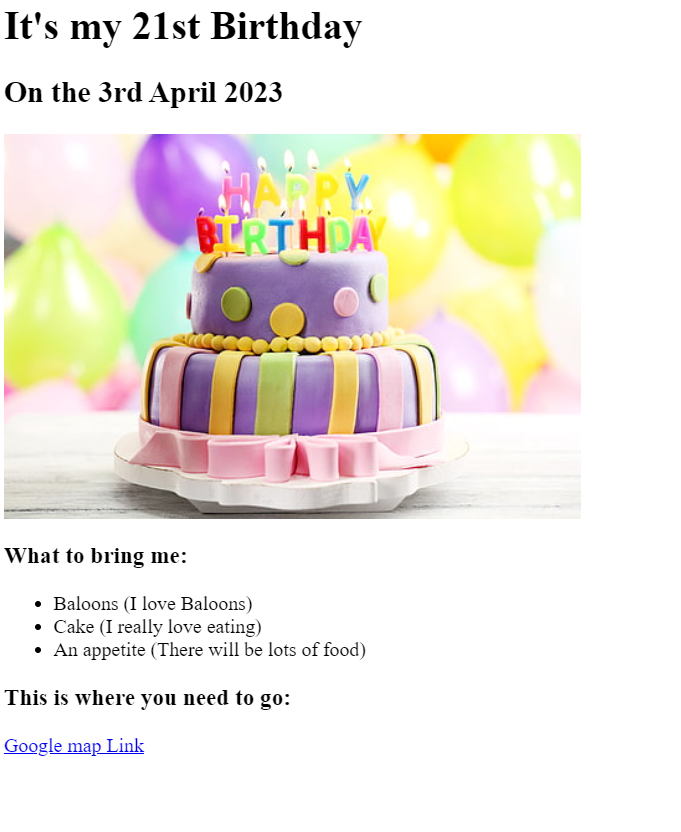 It's my 21st Birthday
On the 3rd April 2023
HAPPY
BIRTHDAY
What to bring me:
• Baloons (I love Baloons)
• Cake (I really love eating)
• An appetite (There will be lots of food)
This is where you need to go:
Google map Link